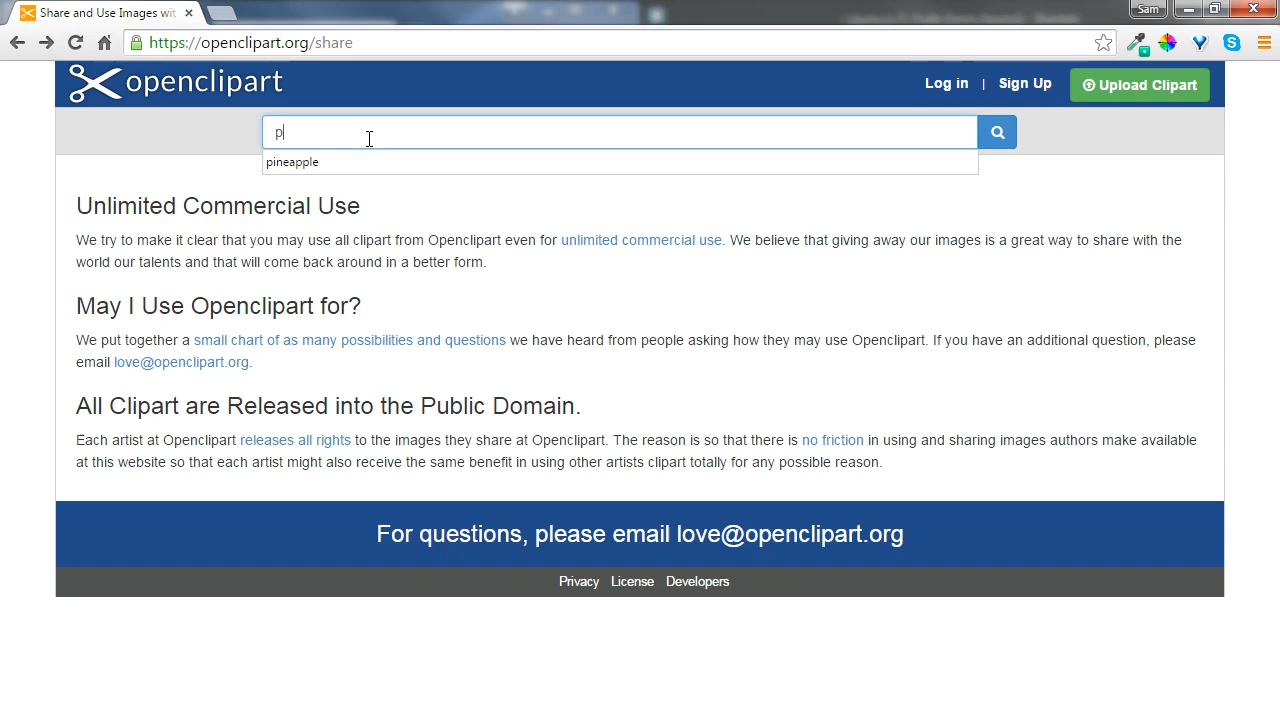 Share and Use Images wit
Sam
https://openclipart.org/share
openclipart
Log in | Sign Up
Upload Clipart
p
pineapple
Unlimited Commercial Use
We try to make it clear that you may use all clipart from Openclipart even for unlimited commercial use. We believe that giving away our images is a great way to share with the
world our talents and that will come back around in a better form.
May I Use Openclipart for?
We put together a small chart of as many possibilities and questions we have heard from people asking how they may use Openclipart. If you have an additional question, please
email love@openclipart.org.
All Clipart are Released into the Public Domain.
Each artist at Openclipart releases all rights to the images they share at Openclipart. The reason is so that there is no friction in using and sharing images authors make available
at this website so that each artist might also receive the same benefit in using other artists clipart totally for any possible reason.
For questions, please email love@openclipart.org
Privacy License Developers